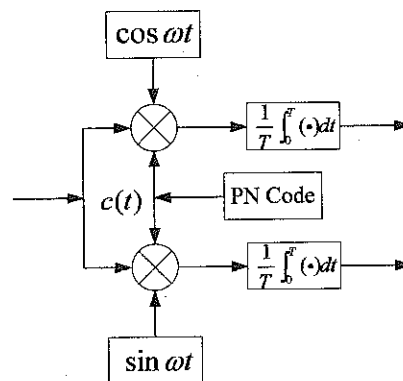 cos ωt
1/T ∫₀ᵀ (•)dt
c(t)
PN Code
1/T ∫₀ᵀ (•)dt
sin ωt